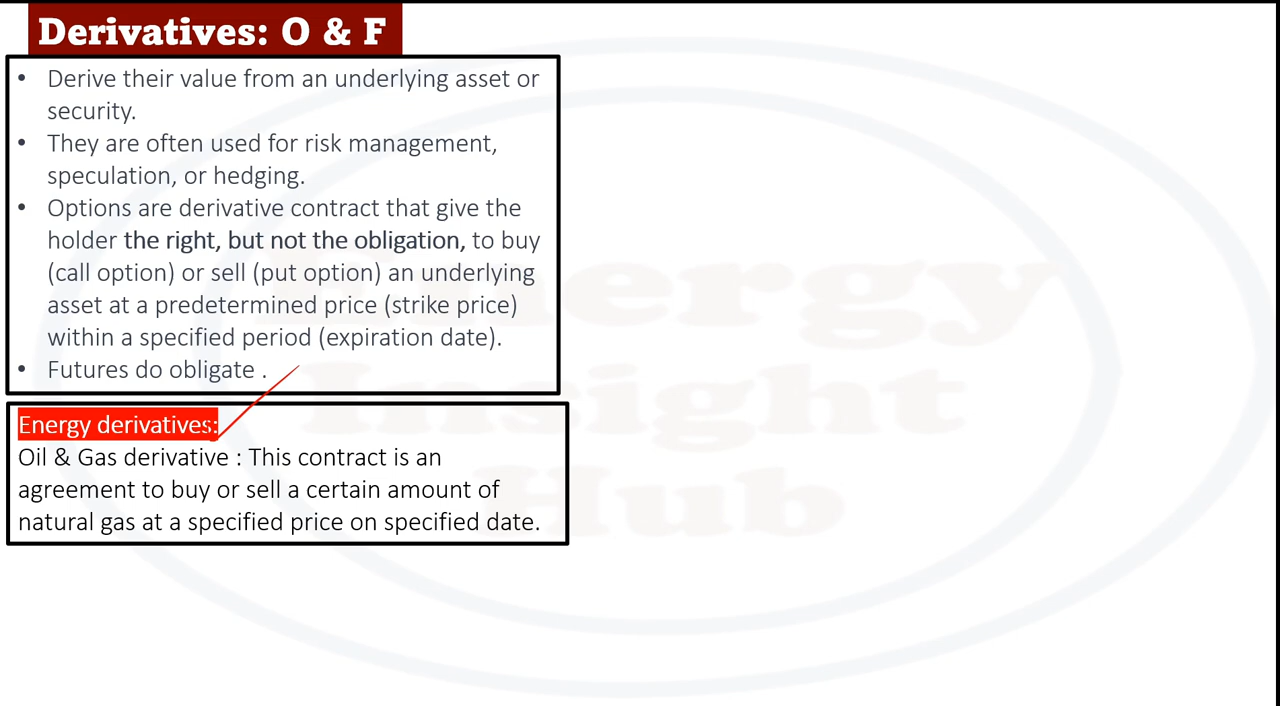 Derivatives: O & F
• Derive their value from an underlying asset or
security.
• They are often used for risk management,
speculation, or hedging.
• Options are derivative contract that give the
holder the right, but not the obligation, to buy
(call option) or sell (put option) an underlying
asset at a predetermined price (strike price)
within a specified period (expiration date).
• Futures do obligate .
Energy derivatives:
Oil & Gas derivative : This contract is an
agreement to buy or sell a certain amount of
natural gas at a specified price on specified date.
Energy
Insight
Hub